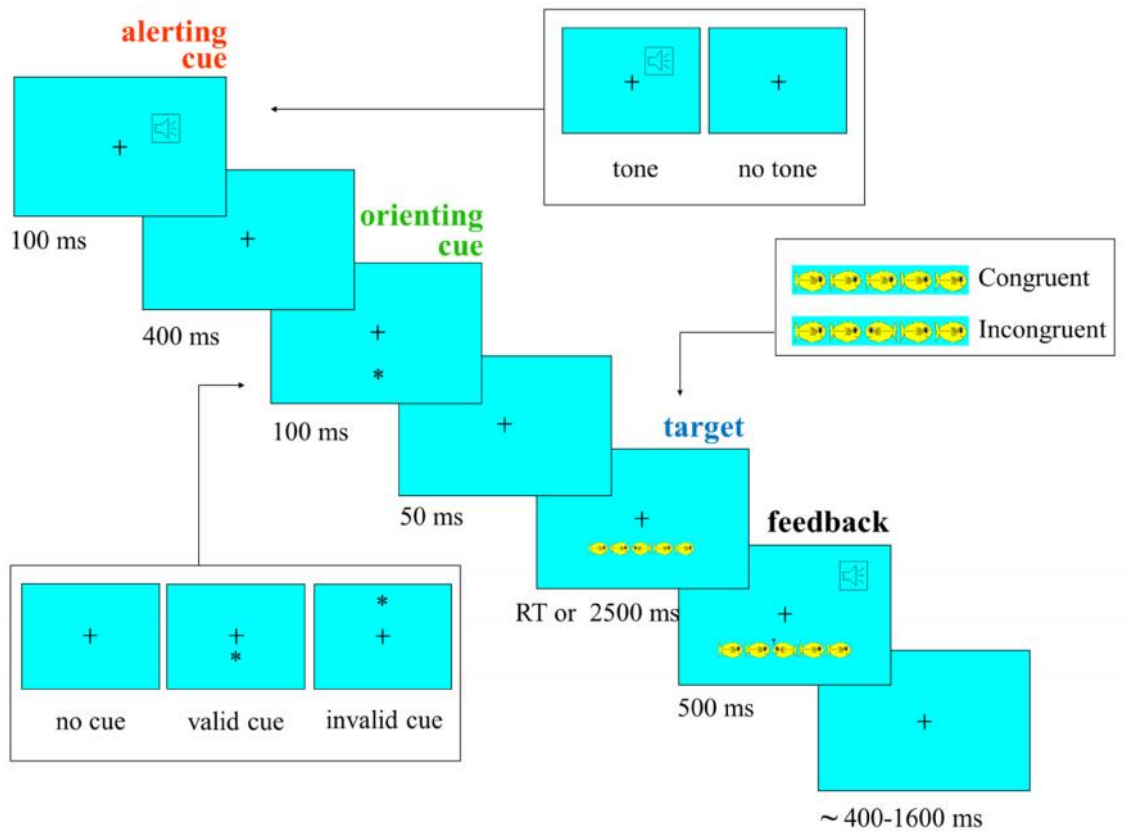 alerting
cue
tone
no tone
100 ms
orienting
cue
400 ms
Congruent
Incongruent
*
100 ms
target
50 ms
feedback
*
*
RT or 2500 ms
no cue
valid cue
invalid cue
500 ms
~ 400-1600 ms